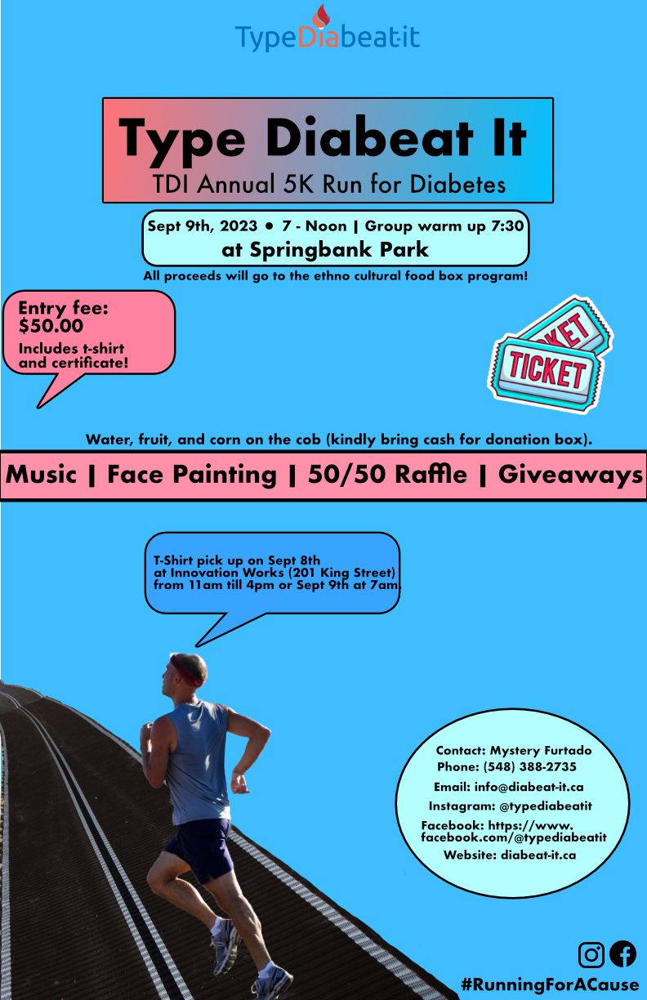 TypeDiabeat-it
Type Diabeat It
TDI Annual 5K Run for Diabetes
Sept 9th, 2023 • 7 - Noon | Group warm up 7:30
at Springbank Park
All proceeds will go to the ethno cultural food box program!
Entry fee:
$50.00
Includes t-shirt
and certificate!
KET
TICKET
Water, fruit, and corn on the cob (kindly bring cash for donation box).
Music | Face Painting | 50/50 Raffle | Giveaways
T-Shirt pick up on Sept 8th
at Innovation Works (201 King Street)
from 11am till 4pm or Sept 9th at 7am.
Contact: Mystery Furtado
Phone: (548) 388-2735
Email: info@diabeat-it.ca
Instagram: @typediabeatit
Facebook: https://www.
facebook.com/@typediabeatit
Website: diabeat-it.ca
#RunningForACause